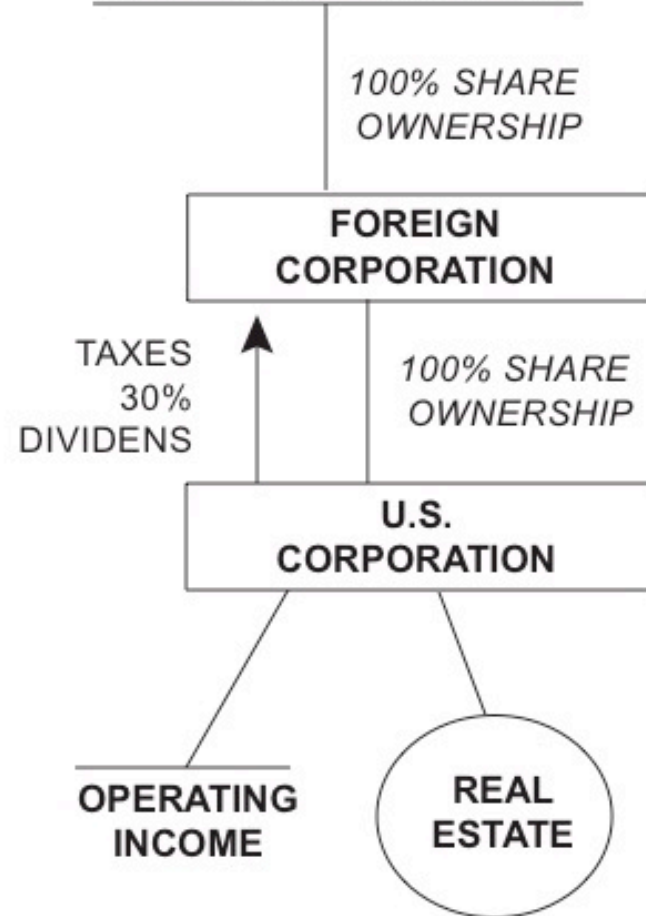 100% SHARE
OWNERSHIP
FOREIGN
CORPORATION
TAXES
30%
DIVIDENS
100% SHARE
OWNERSHIP
U.S.
CORPORATION
OPERATING
INCOME
REAL
ESTATE